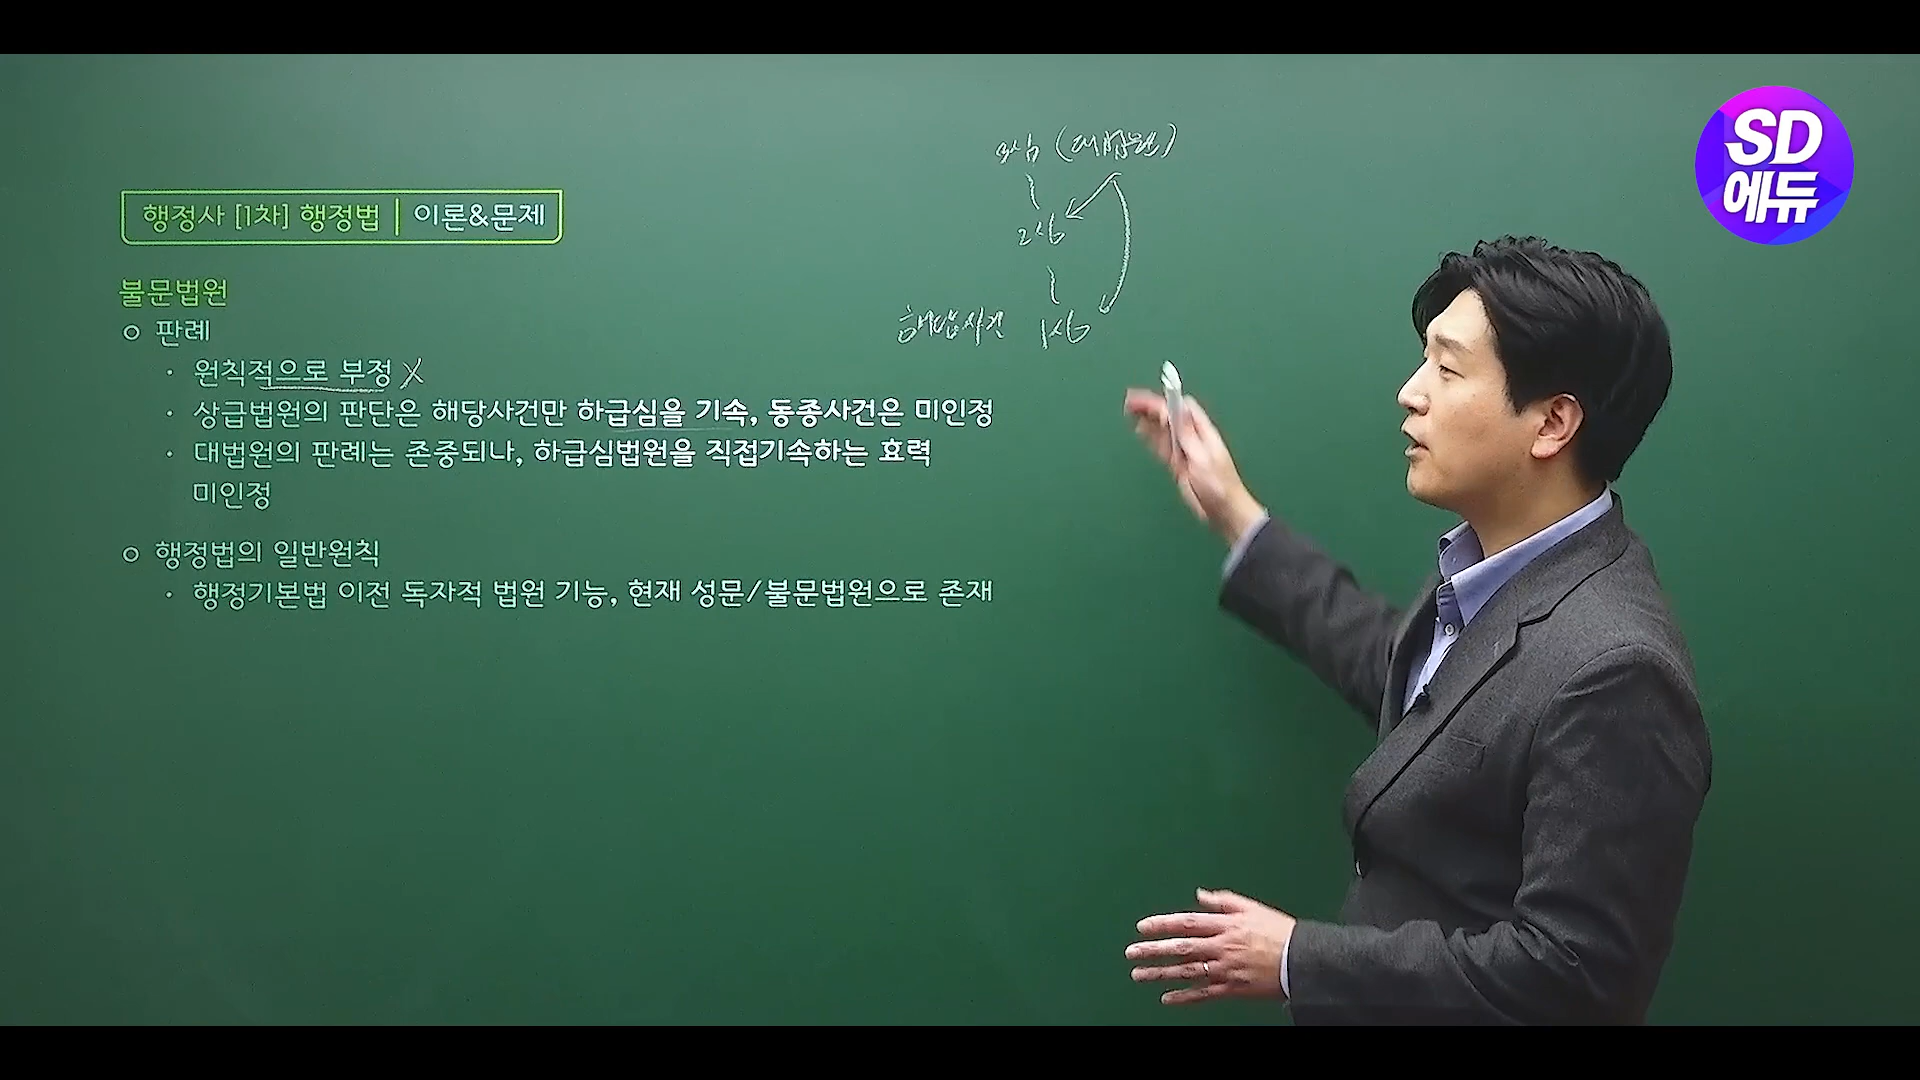 SD
에듀
3심 (대법원)
2심
해당사건 1심
행정사 [1차] 행정법 | 이론&문제
불문법원
○ 판례
· 원칙적으로 부정 X
· 상급법원의 판단은 해당사건만 하급심을 기속, 동종사건은 미인정
· 대법원의 판례는 존중되나, 하급심법원을 직접기속하는 효력
미인정
○ 행정법의 일반원칙
· 행정기본법 이전 독자적 법원 기능, 현재 성문/불문법원으로 존재